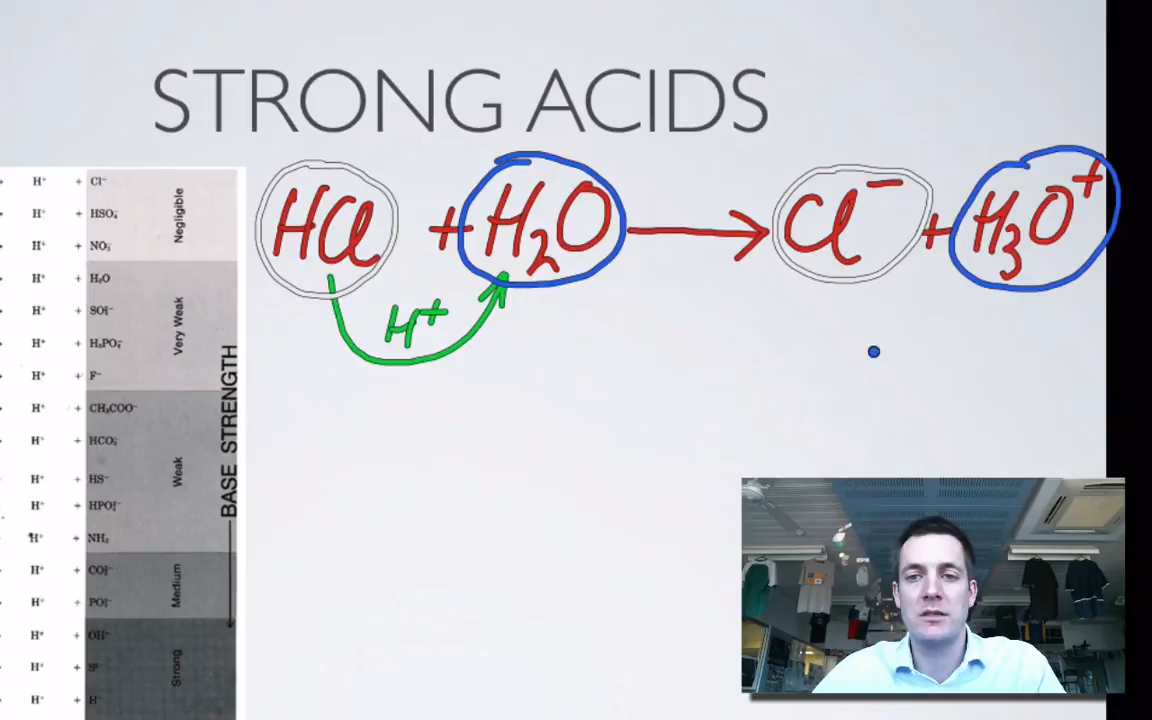 STRONG ACIDS
HCl + H₂O → Cl⁻ + H₃O⁺
H⁺
H⁺ + Cl⁻
H⁺ + HSO₄⁻
H⁺ + NO₃⁻
Negligible
H⁺ + H₂O
H⁺ + SO₄²⁻
H⁺ + H₂PO₄⁻
H⁺ + F⁻
Very Weak
H⁺ + CH₃COO⁻
H⁺ + HCO₃⁻
H⁺ + HS⁻
H⁺ + HPO₄²⁻
H⁺ + NH₃
Weak
H⁺ + CO₃²⁻
H⁺ + PO₄³⁻
Medium
H⁺ + OH⁻
H⁺ + S²⁻
H⁺ + H⁻
Strong
BASE STRENGTH